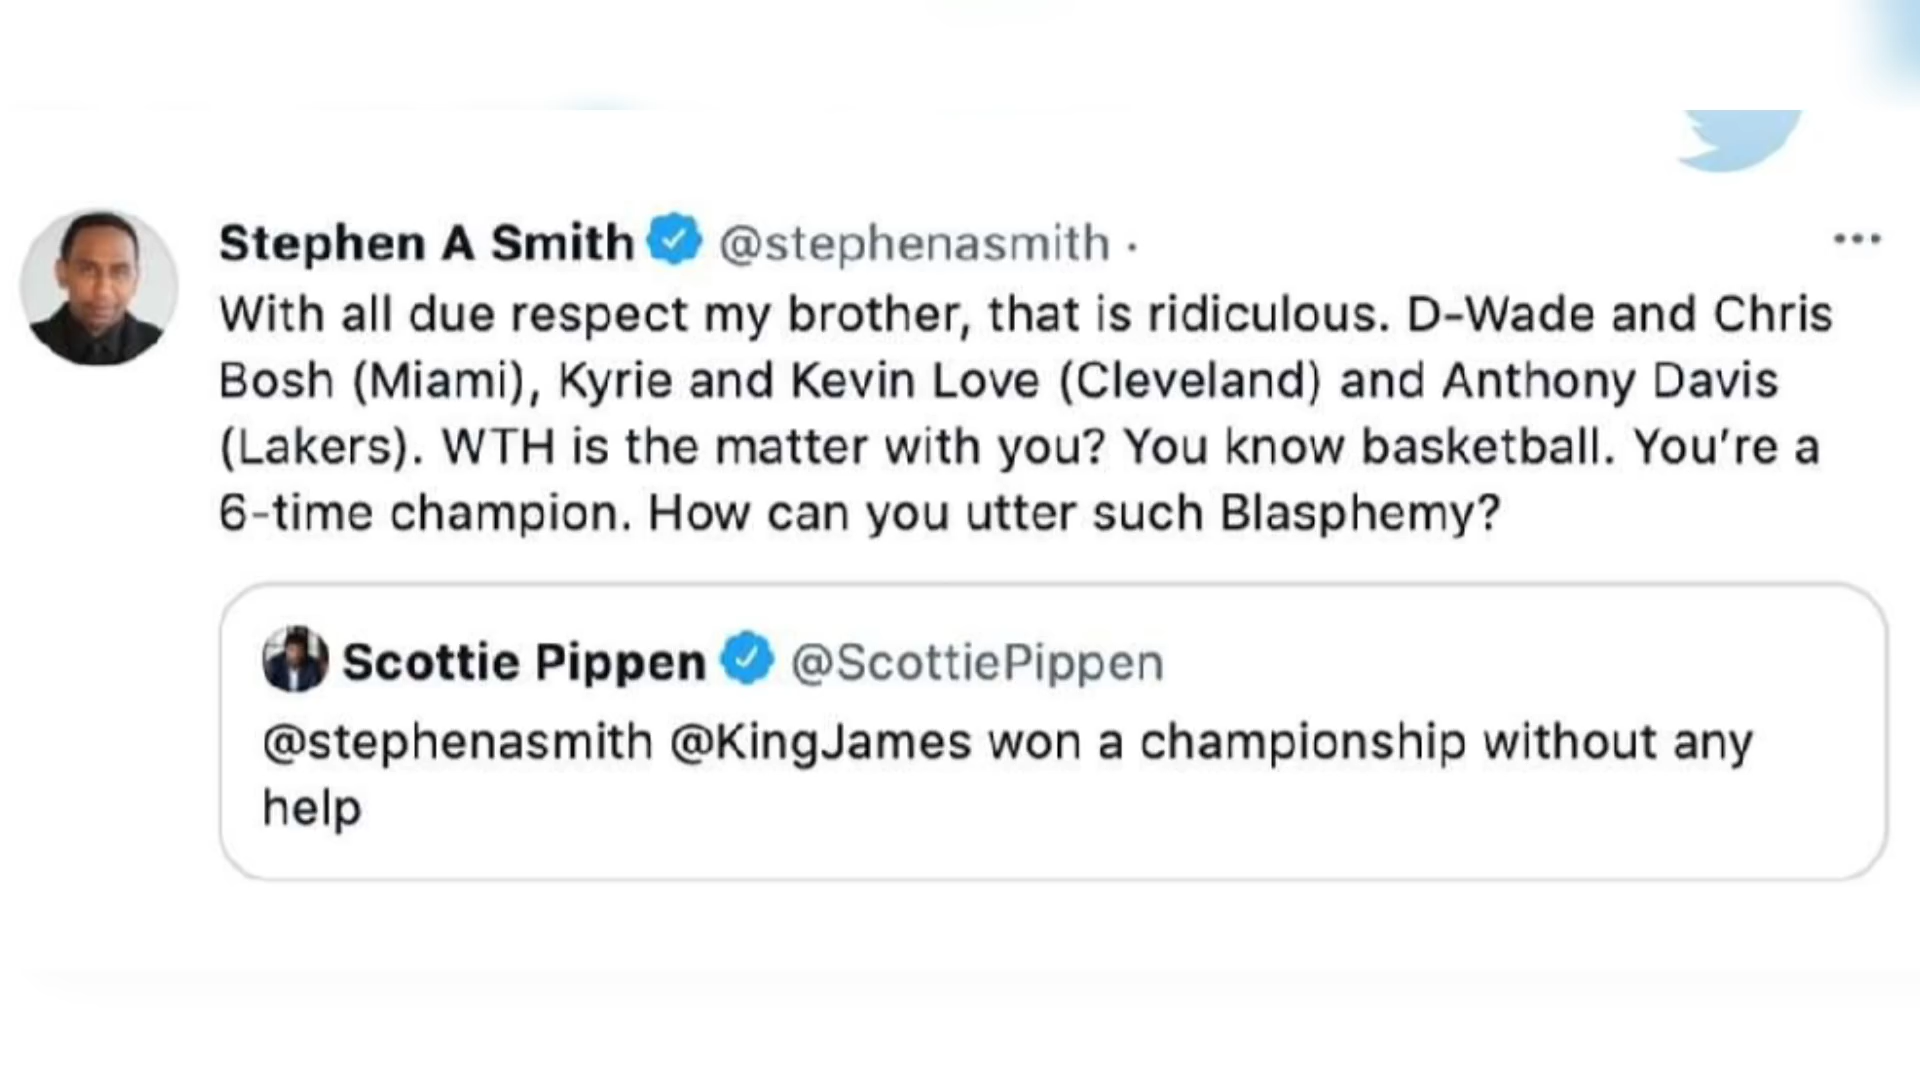 Stephen A Smith @stephenasmith ·
With all due respect my brother, that is ridiculous. D-Wade and Chris
Bosh (Miami), Kyrie and Kevin Love (Cleveland) and Anthony Davis
(Lakers). WTH is the matter with you? You know basketball. You’re a
6-time champion. How can you utter such Blasphemy?
Scottie Pippen @ScottiePippen
@stephenasmith @KingJames won a championship without any
help